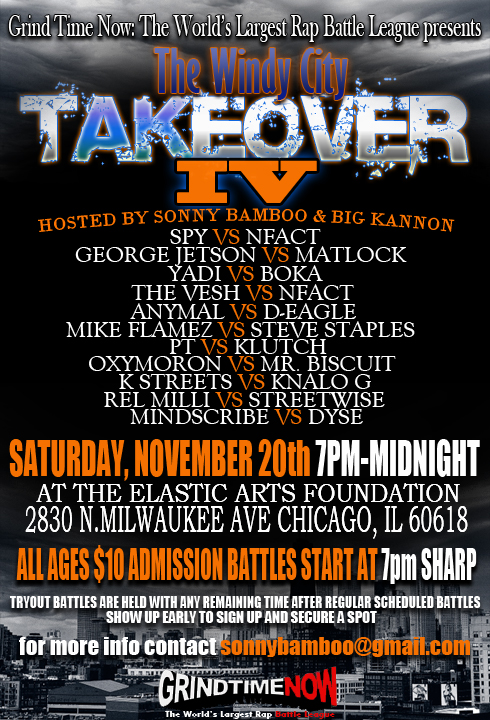 Grind Time Now: The World's Largest Rap Battle League presents
The Windy City
TAKEOVER
IV
HOSTED BY SONNY BAMBOO & BIG KANNON
SPY VS NFACT
GEORGE JETSON VS MATLOCK
YADI VS BOKA
THE VESH VS NFACT
ANYMAL VS D-EAGLE
MIKE FLAMEZ VS STEVE STAPLES
PT VS KLUTCH
OXYMORON VS MR. BISCUIT
K STREETS VS KNALO G
REL MILLI VS STREETWISE
MINDSCRIBE VS DYSE
SATURDAY, NOVEMBER 20th 7PM-MIDNIGHT
AT THE ELASTIC ARTS FOUNDATION
2830 N.MILWAUKEE AVE CHICAGO, IL 60618
ALL AGES $10 ADMISSION BATTLES START AT 7pm SHARP
TRYOUT BATTLES ARE HELD WITH ANY REMAINING TIME AFTER REGULAR SCHEDULED BATTLES
SHOW UP EARLY TO SIGN UP AND SECURE A SPOT
for more info contact sonnybamboo@gmail.com
GRINDTIMENOW
The World's Largest Rap Battle League